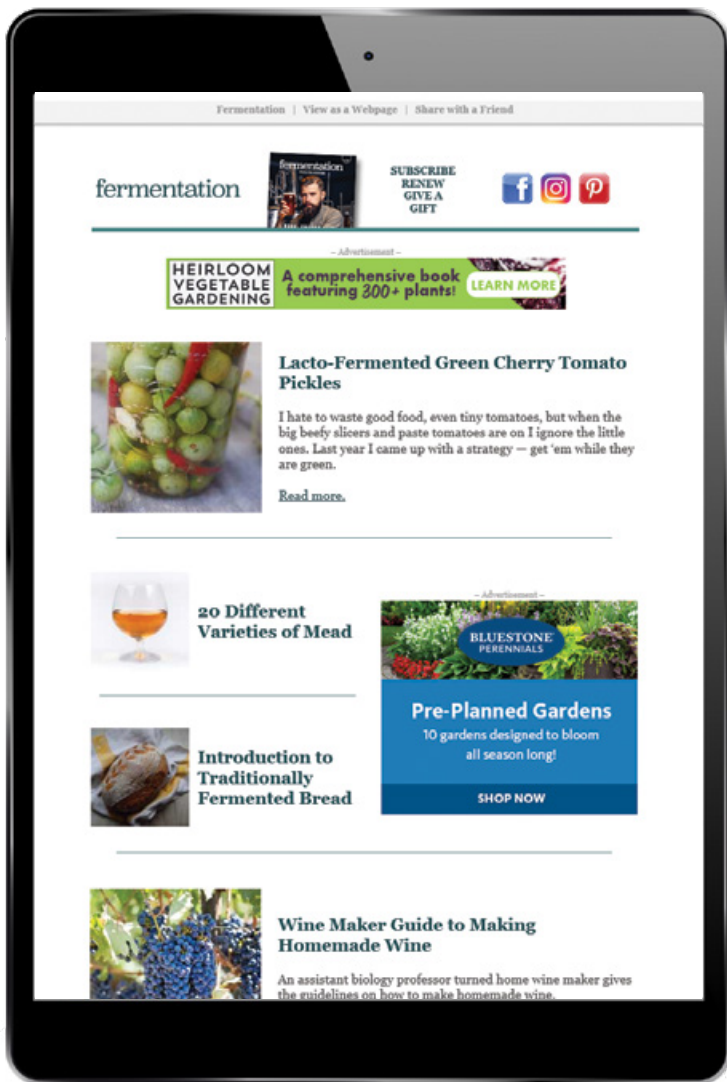 Fermentation | View as a Webpage | Share with a Friend
fermentation
fermentation
SUBSCRIBE
RENEW
GIVE A
GIFT
– Advertisement –
HEIRLOOM
VEGETABLE
GARDENING
A comprehensive book
featuring 300+ plants!
LEARN MORE
Lacto-Fermented Green Cherry Tomato
Pickles
I hate to waste good food, even tiny tomatoes, but when the
big beefy slicers and paste tomatoes are on I ignore the little
ones. Last year I came up with a strategy — get ‘em while they
are green.
Read more.
20 Different
Varieties of Mead
– Advertisement –
BLUESTONE
PERENNIALS
Pre-Planned Gardens
10 gardens designed to bloom
all season long!
SHOP NOW
Introduction to
Traditionally
Fermented Bread
Wine Maker Guide to Making
Homemade Wine
An assistant biology professor turned home wine maker gives
the guidelines on how to make homemade wine.